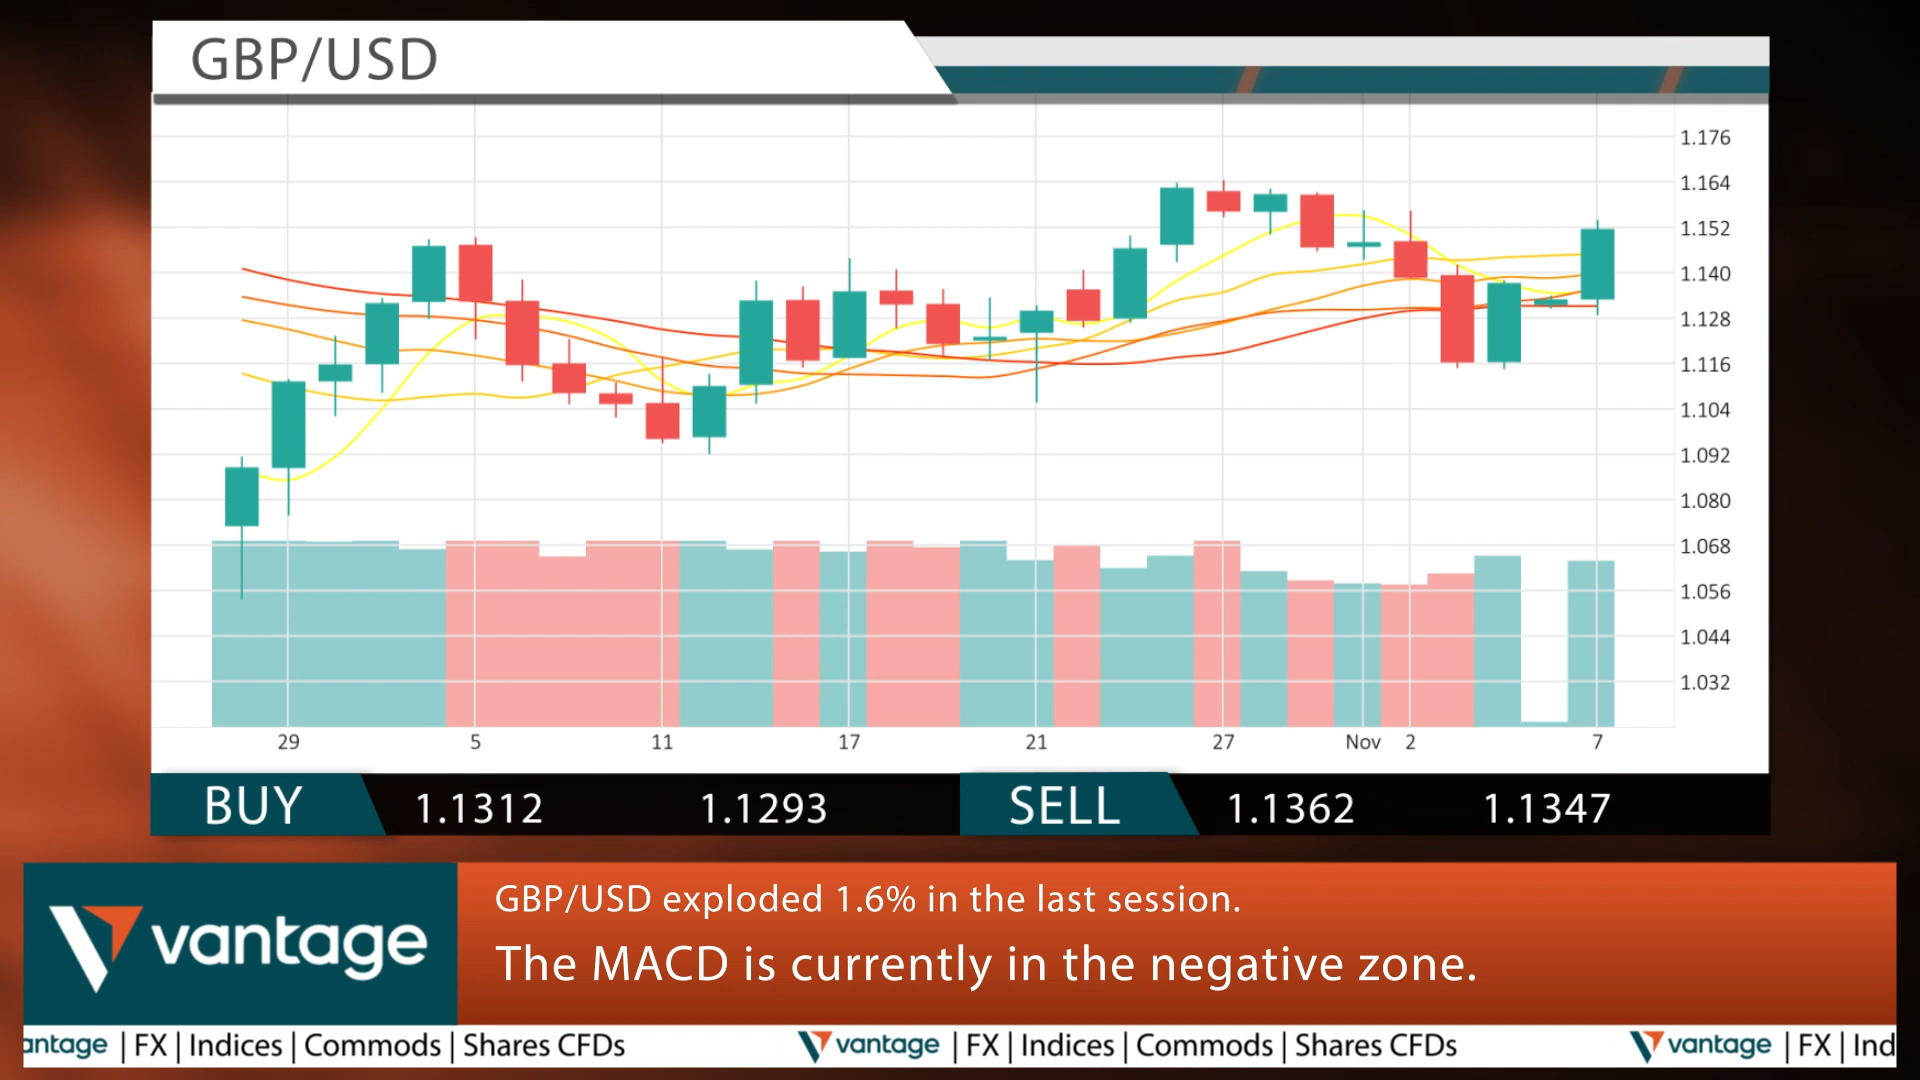 GBP/USD
1.176
1.164
1.152
1.140
1.128
1.116
1.104
1.092
1.080
1.068
1.056
1.044
1.032
29 5 11 17 21 27 Nov 2 7
BUY 1.1312 1.1293 SELL 1.1362 1.1347
GBP/USD exploded 1.6% in the last session.
vantage
The MACD is currently in the negative zone.
antage | FX | Indices | Commods | Shares CFDs vantage | FX | Indices | Commods | Shares CFDs vantage | FX | Ind